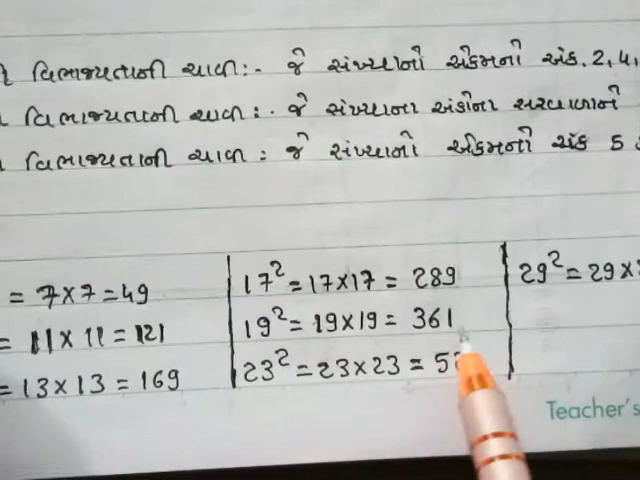 વિભાજ્યતાની ચાવી :- જે સંખ્યાનો એકમનો અંક 2, 4,
વિભાજ્યતાની ચાવી :- જે સંખ્યાના અંકોના સરવાળાને
વિભાજ્યતાની ચાવી : જે સંખ્યાનો એકમનો અંક 5
= 7×7 = 49
= 11×11 = 121
= 13×13 = 169
17² = 17×17 = 289
19² = 19×19 = 361
23² = 23×23 = 5
29² = 29×
Teacher's